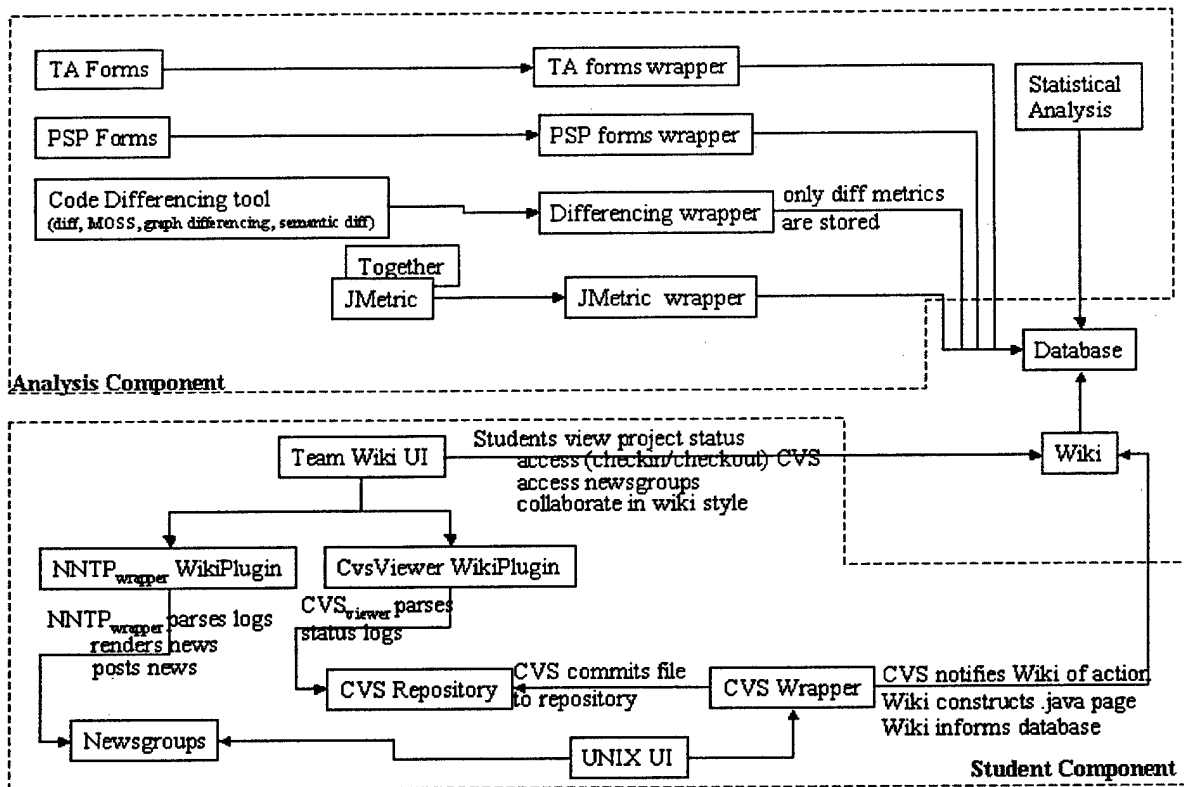 TA Forms
TA forms wrapper
Statistical
Analysis
PSP Forms
PSP forms wrapper
Code Differencing tool
(diff, MOSS, graph differencing, semantic diff)
Differencing wrapper
only diff metrics
are stored
Together
JMetric
JMetric wrapper
Database
Analysis Component
Team Wiki UI
Students view project status
access (checkin/checkout) CVS
access newsgroups
collaborate in wiki style
Wiki
NNTPwrapper WikiPlugin
CvsViewer WikiPlugin
NNTPwrapper parses logs
renders news
posts news
CVSviewer parses
status logs
CVS Repository
CVS commits file
to repository
CVS Wrapper
CVS notifies Wiki of action
Wiki constructs .java page
Wiki informs database
Newsgroups
UNIX UI
Student Component